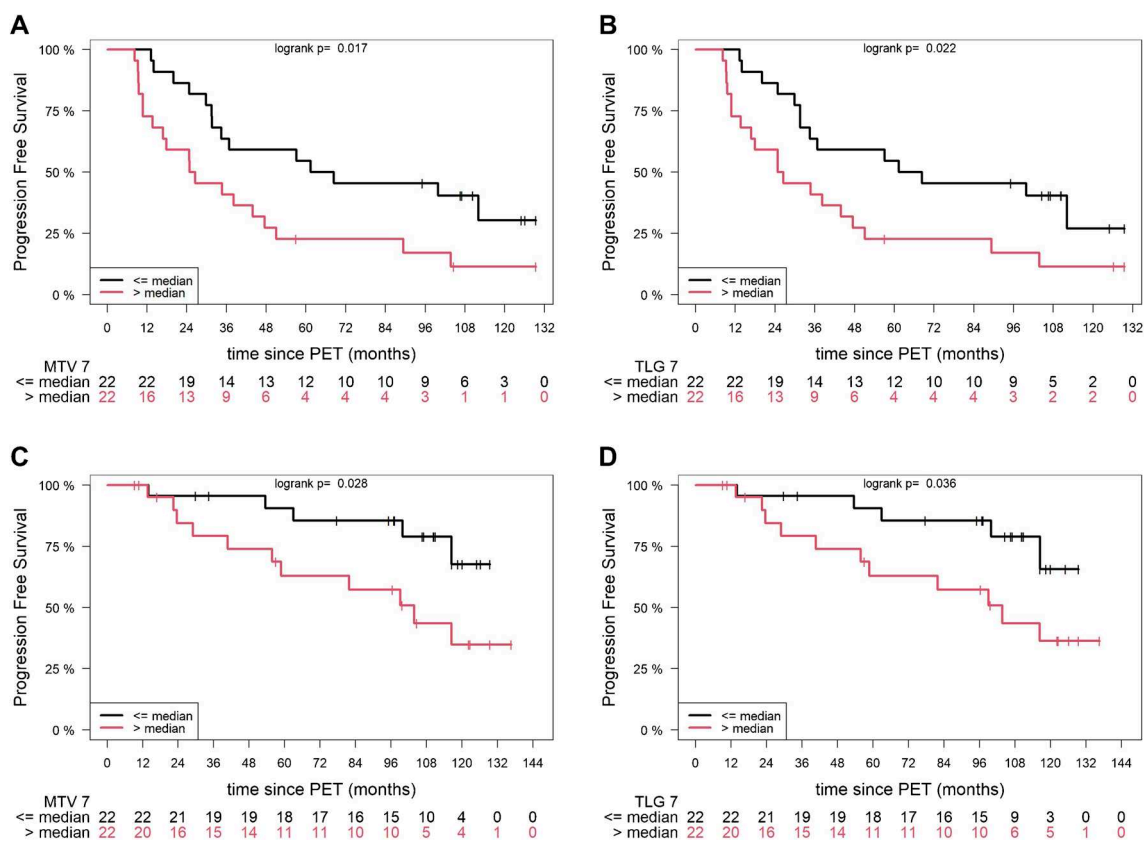 A
logrank p= 0.017
Progression Free Survival
100 %
75 %
50 %
25 %
0 %
<= median
> median
0 12 24 36 48 60 72 84 96 108 120 132
time since PET (months)
MTV 7
<= median 22 22 19 14 13 12 10 10 9 6 3 0
> median 22 16 13 9 6 4 4 4 3 1 1 0
B
logrank p= 0.022
Progression Free Survival
100 %
75 %
50 %
25 %
0 %
<= median
> median
0 12 24 36 48 60 72 84 96 108 120 132
time since PET (months)
TLG 7
<= median 22 22 19 14 13 12 10 10 9 5 2 0
> median 22 16 13 9 6 4 4 4 3 2 2 0
C
logrank p= 0.028
Progression Free Survival
100 %
75 %
50 %
25 %
0 %
<= median
> median
0 12 24 36 48 60 72 84 96 108 120 132 144
time since PET (months)
MTV 7
<= median 22 22 21 19 19 18 17 16 15 10 4 0 0
> median 22 20 16 15 14 11 11 10 10 5 4 1 0
D
logrank p= 0.036
Progression Free Survival
100 %
75 %
50 %
25 %
0 %
<= median
> median
0 12 24 36 48 60 72 84 96 108 120 132 144
time since PET (months)
TLG 7
<= median 22 22 21 19 19 18 17 16 15 9 3 0 0
> median 22 20 16 15 14 11 11 10 10 6 5 1 0